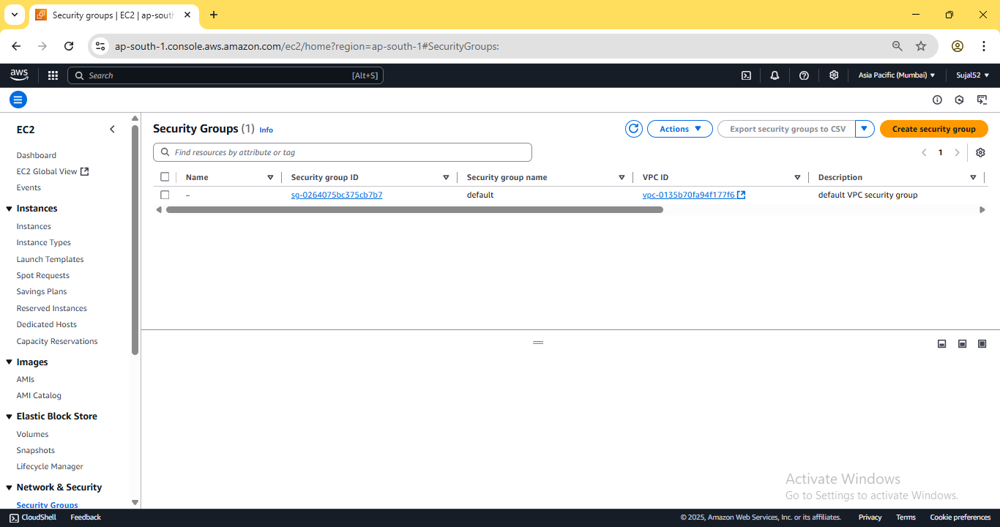 Security groups | EC2 | ap-south
ap-south-1.console.aws.amazon.com/ec2/home?region=ap-south-1#SecurityGroups:
aws Search [Alt+S] Asia Pacific (Mumbai) Sujal52
EC2
Dashboard
EC2 Global View
Events
Instances
Instances
Instance Types
Launch Templates
Spot Requests
Savings Plans
Reserved Instances
Dedicated Hosts
Capacity Reservations
Images
AMIs
AMI Catalog
Elastic Block Store
Volumes
Snapshots
Lifecycle Manager
Network & Security
Security Groups
Security Groups (1) Info Actions Export security groups to CSV Create security group
Find resources by attribute or tag 1
Name Security group ID Security group name VPC ID Description
– sg-0264075bc375cb7b7 default vpc-0135b70fa94f177f6 default VPC security group
Activate Windows
Go to Settings to activate Windows.
CloudShell Feedback © 2025, Amazon Web Services, Inc. or its affiliates. Privacy Terms Cookie preferences